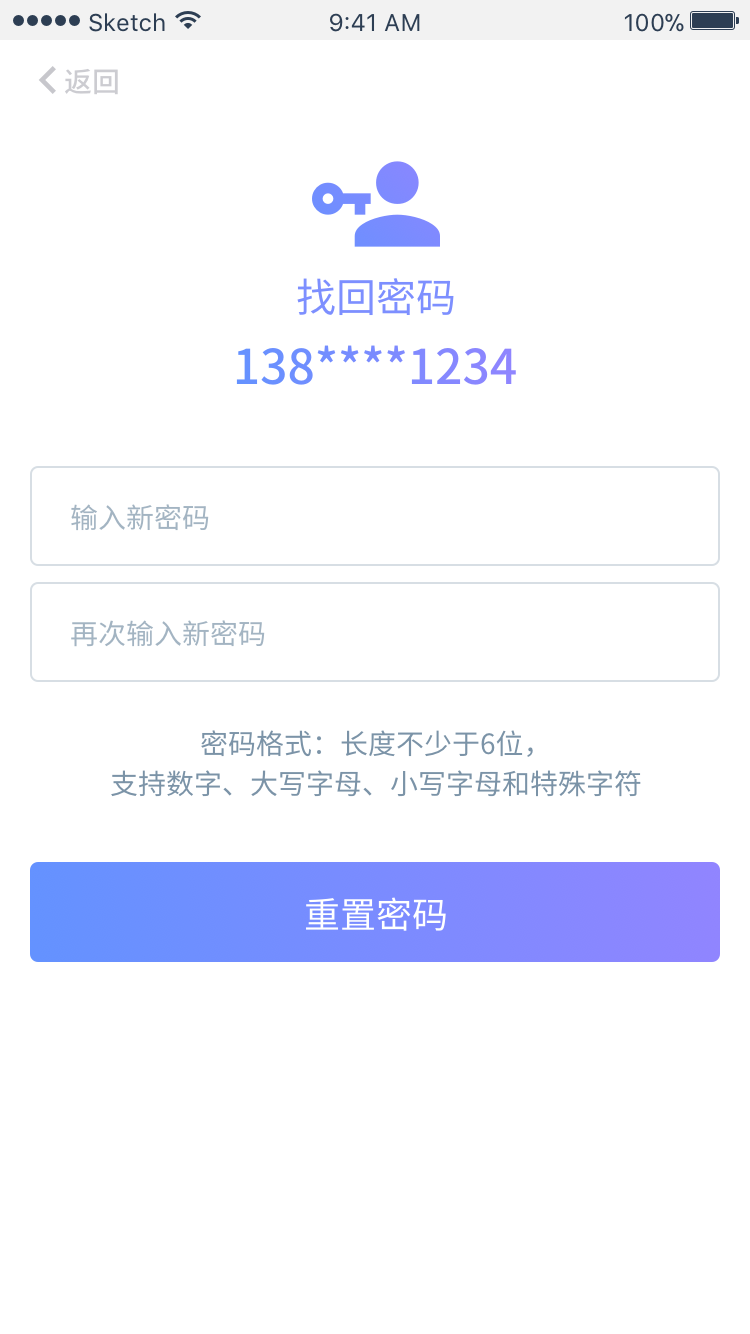 Sketch 9:41 AM 100%
返回
找回密码
138****1234
输入新密码
再次输入新密码
密码格式：长度不少于6位，
支持数字、大写字母、小写字母和特殊字符
重置密码